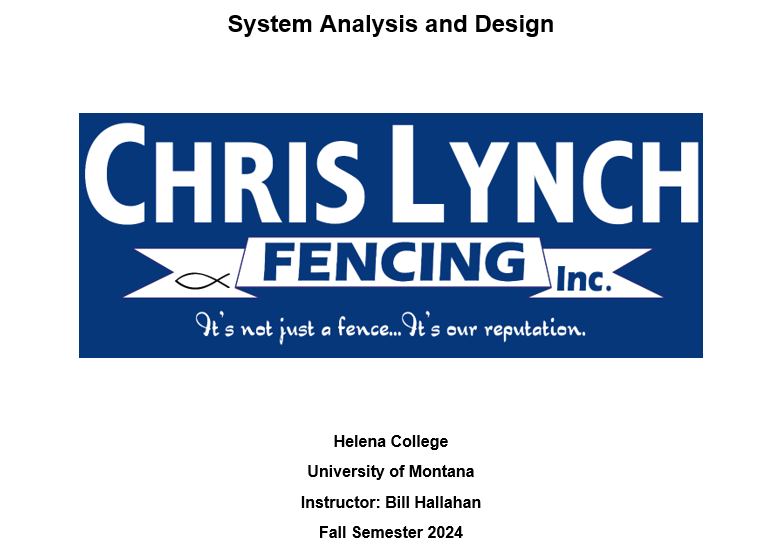 System Analysis and Design
CHRIS LYNCH
FENCING Inc.
It's not just a fence...It's our reputation.
Helena College
University of Montana
Instructor: Bill Hallahan
Fall Semester 2024